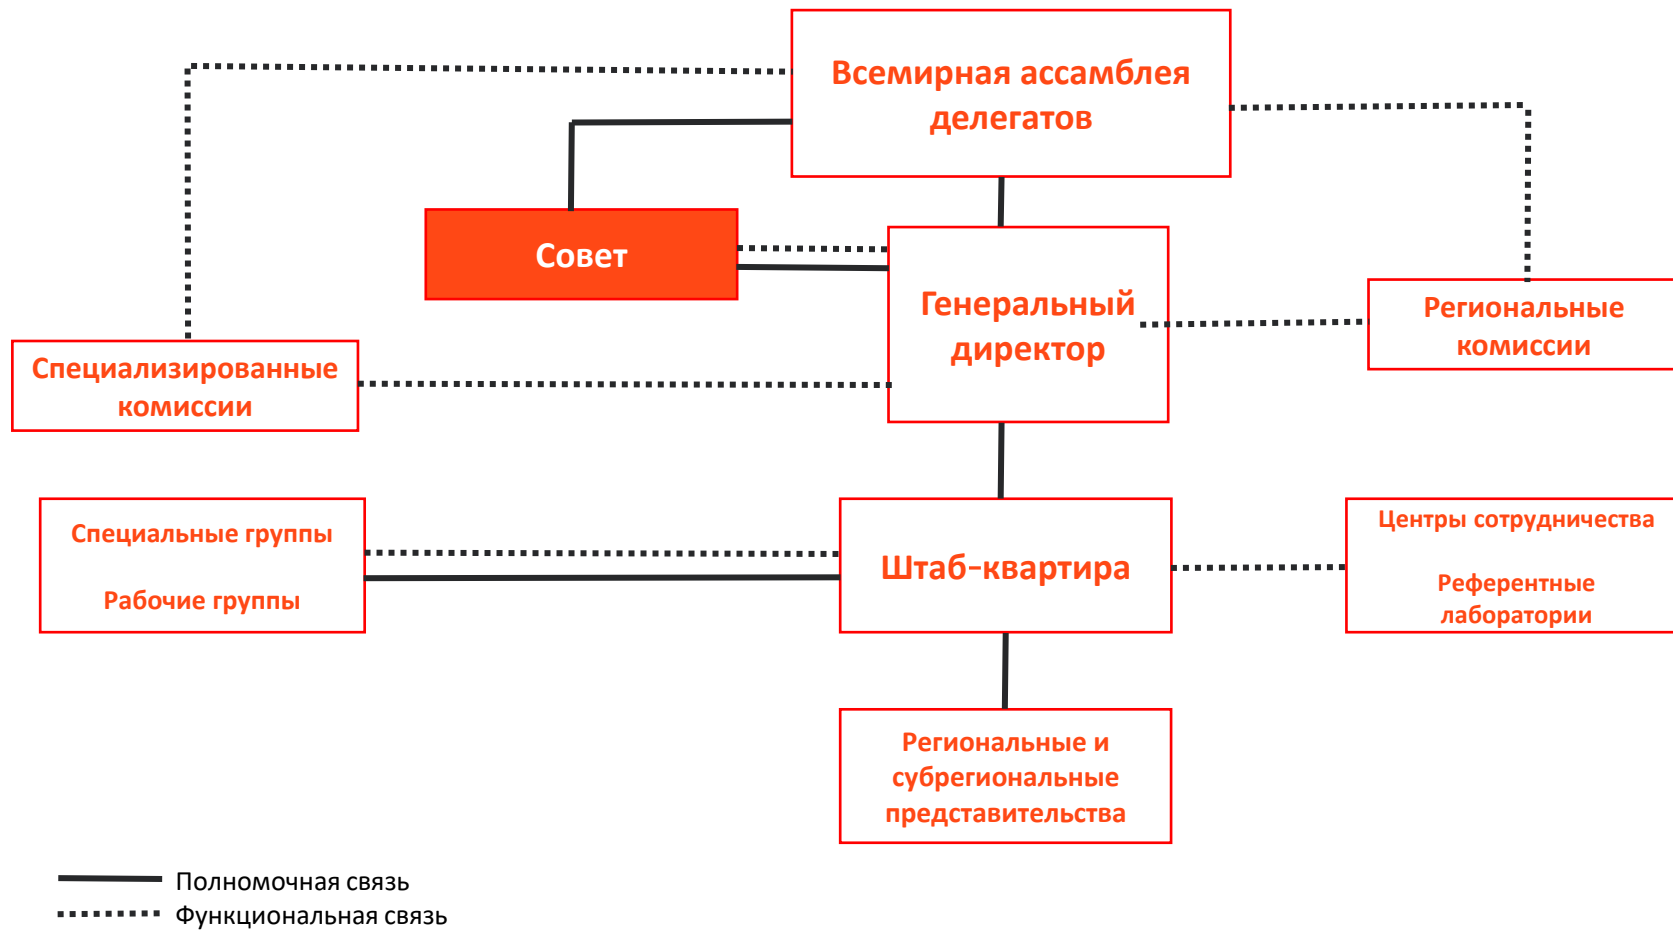 Всемирная ассамблея
делегатов
Совет
Генеральный
директор
Региональные
комиссии
Специализированные
комиссии
Специальные группы
Рабочие группы
Штаб-квартира
Центры сотрудничества
Референтные
лаборатории
Региональные и
субрегиональные
представительства
Полномочная связь
Функциональная связь